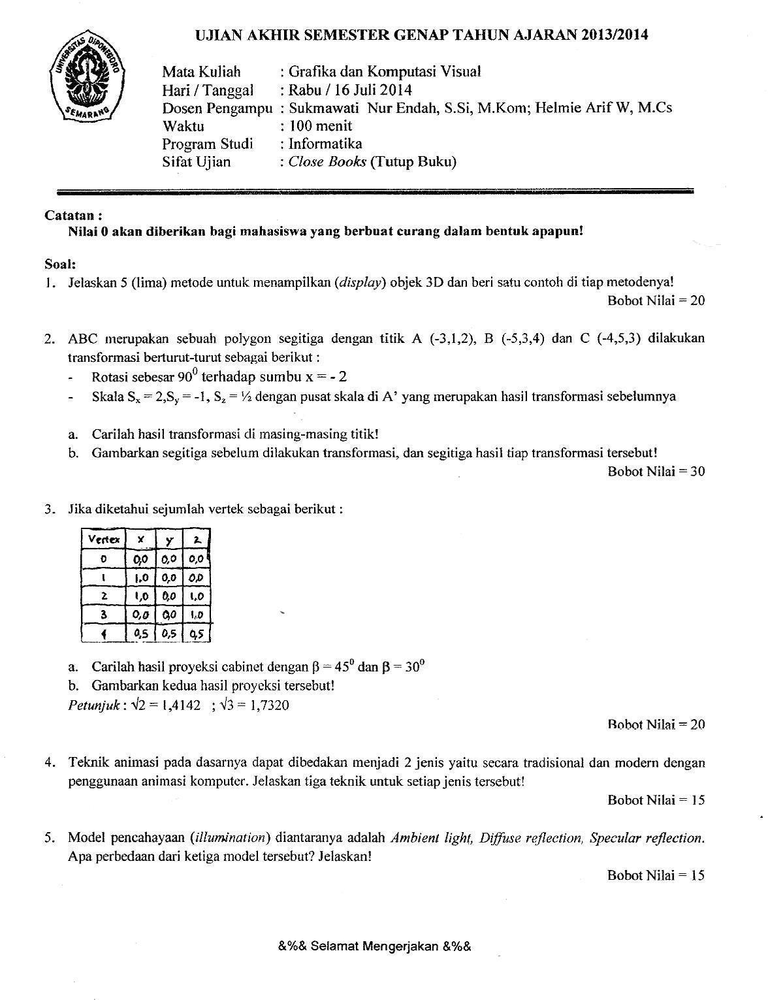 UNIVERSITAS DIPONEGORO
SEMARANG
UJIAN AKHIR SEMESTER GENAP TAHUN AJARAN 2013/2014
Mata Kuliah : Grafika dan Komputasi Visual
Hari / Tanggal : Rabu / 16 Juli 2014
Dosen Pengampu : Sukmawati Nur Endah, S.Si, M.Kom; Helmie Arif W, M.Cs
Waktu : 100 menit
Program Studi : Informatika
Sifat Ujian : Close Books (Tutup Buku)
Catatan :
Nilai 0 akan diberikan bagi mahasiswa yang berbuat curang dalam bentuk apapun!
Soal:
1. Jelaskan 5 (lima) metode untuk menampilkan (display) objek 3D dan beri satu contoh di tiap metodenya!
Bobot Nilai = 20
2. ABC merupakan sebuah polygon segitiga dengan titik A (-3,1,2), B (-5,3,4) dan C (-4,5,3) dilakukan
transformasi berturut-turut sebagai berikut :
- Rotasi sebesar 90⁰ terhadap sumbu x = - 2
- Skala Sₓ = 2,Sy = -1, Sz = ½ dengan pusat skala di A’ yang merupakan hasil transformasi sebelumnya
a. Carilah hasil transformasi di masing-masing titik!
b. Gambarkan segitiga sebelum dilakukan transformasi, dan segitiga hasil tiap transformasi tersebut!
Bobot Nilai = 30
3. Jika diketahui sejumlah vertek sebagai berikut :
Vertex x y z
0 0,0 0,0 0,0
1 1.0 0,0 0,0
2 1,0 0,0 1,0
3 0,0 0,0 1,0
4 0,5 0,5 0,5
a. Carilah hasil proyeksi cabinet dengan β = 45⁰ dan β = 30⁰
b. Gambarkan kedua hasil proyeksi tersebut!
Petunjuk : √2 = 1,4142 ; √3 = 1,7320
Bobot Nilai = 20
4. Teknik animasi pada dasarnya dapat dibedakan menjadi 2 jenis yaitu secara tradisional dan modern dengan
penggunaan animasi komputer. Jelaskan tiga teknik untuk setiap jenis tersebut!
Bobot Nilai = 15
5. Model pencahayaan (illumination) diantaranya adalah Ambient light, Diffuse reflection, Specular reflection.
Apa perbedaan dari ketiga model tersebut? Jelaskan!
Bobot Nilai = 15
&%& Selamat Mengerjakan &%&